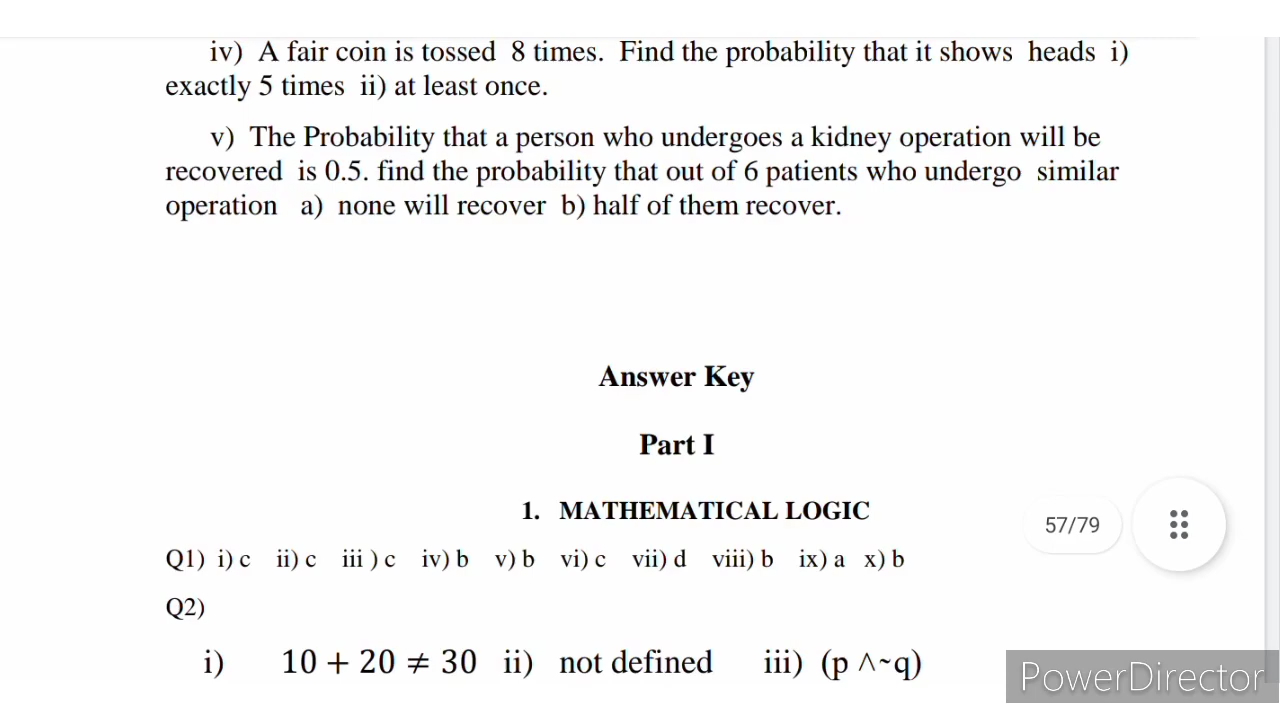 iv) A fair coin is tossed 8 times. Find the probability that it shows heads i)
exactly 5 times ii) at least once.
v) The Probability that a person who undergoes a kidney operation will be
recovered is 0.5. find the probability that out of 6 patients who undergo similar
operation a) none will recover b) half of them recover.
Answer Key
Part I
1. MATHEMATICAL LOGIC
57/79
Q1) i) c ii) c iii ) c iv) b v) b vi) c vii) d viii) b ix) a x) b
Q2)
i) 10 + 20 ≠ 30 ii) not defined iii) (p ∧~q)
PowerDirector